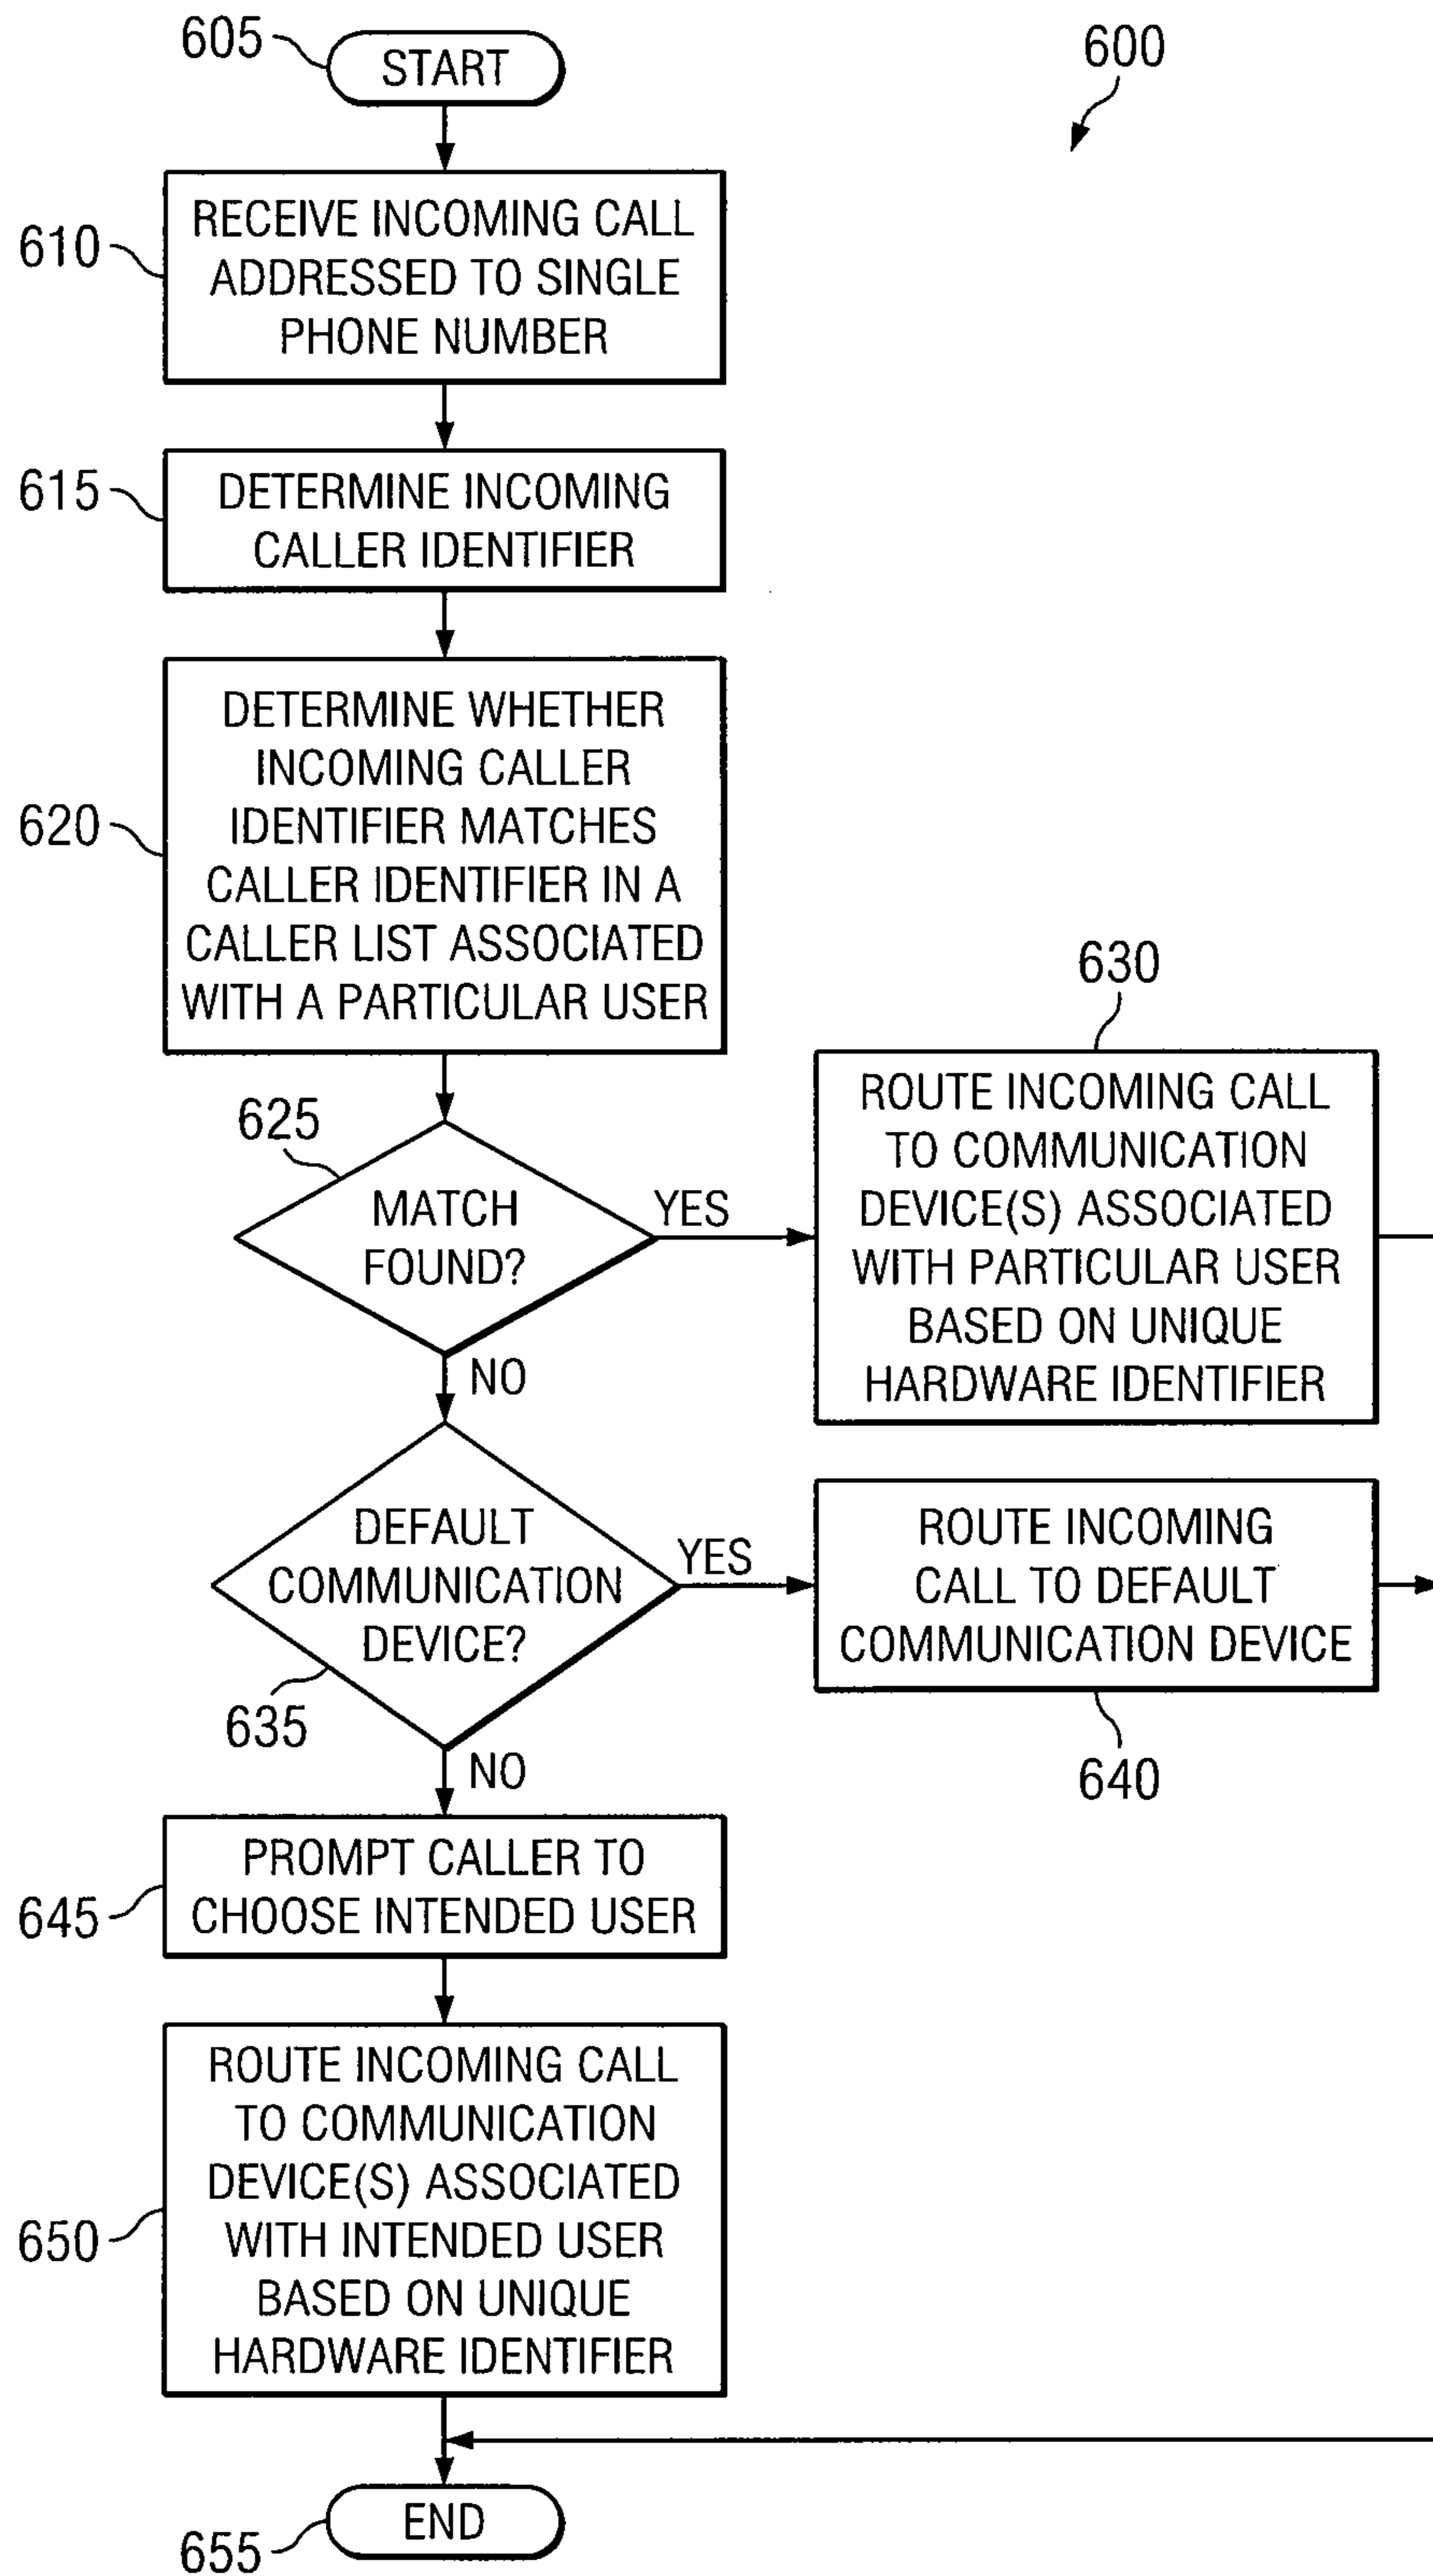 605
START
600
610
RECEIVE INCOMING CALL
ADDRESSED TO SINGLE
PHONE NUMBER
615
DETERMINE INCOMING
CALLER IDENTIFIER
620
DETERMINE WHETHER
INCOMING CALLER
IDENTIFIER MATCHES
CALLER IDENTIFIER IN A
CALLER LIST ASSOCIATED
WITH A PARTICULAR USER
625
MATCH
FOUND?
YES
NO
630
ROUTE INCOMING CALL
TO COMMUNICATION
DEVICE(S) ASSOCIATED
WITH PARTICULAR USER
BASED ON UNIQUE
HARDWARE IDENTIFIER
635
DEFAULT
COMMUNICATION
DEVICE?
YES
NO
ROUTE INCOMING
CALL TO DEFAULT
COMMUNICATION DEVICE
640
645
PROMPT CALLER TO
CHOOSE INTENDED USER
650
ROUTE INCOMING CALL
TO COMMUNICATION
DEVICE(S) ASSOCIATED
WITH INTENDED USER
BASED ON UNIQUE
HARDWARE IDENTIFIER
655
END